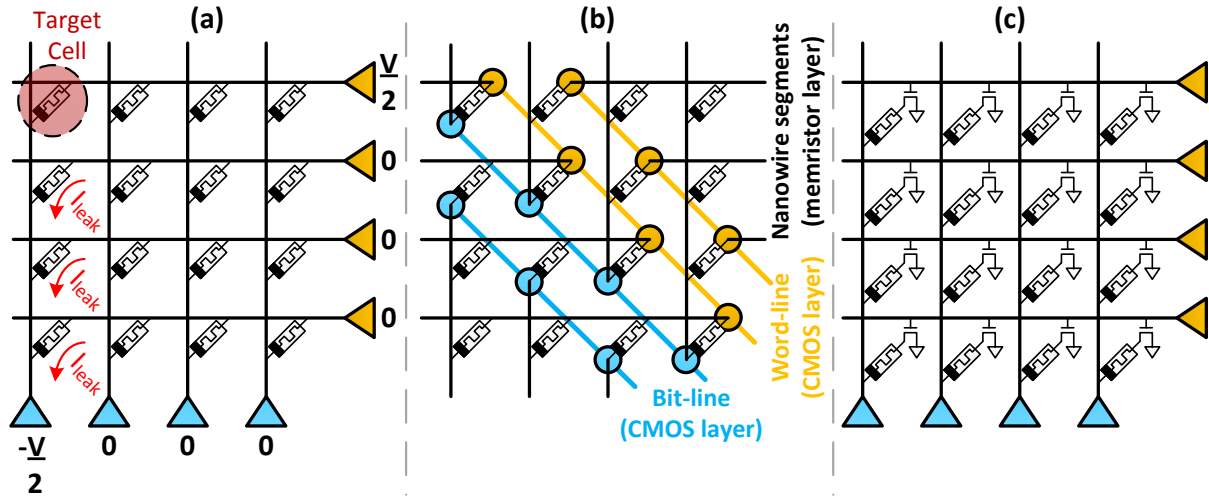 (a)
(b)
(c)
Target
Cell
V
2
0
0
0
I leak
I leak
I leak
-V
2
0
0
0
Nanowire segments
(memristor layer)
Word-line
(CMOS layer)
Bit-line
(CMOS layer)